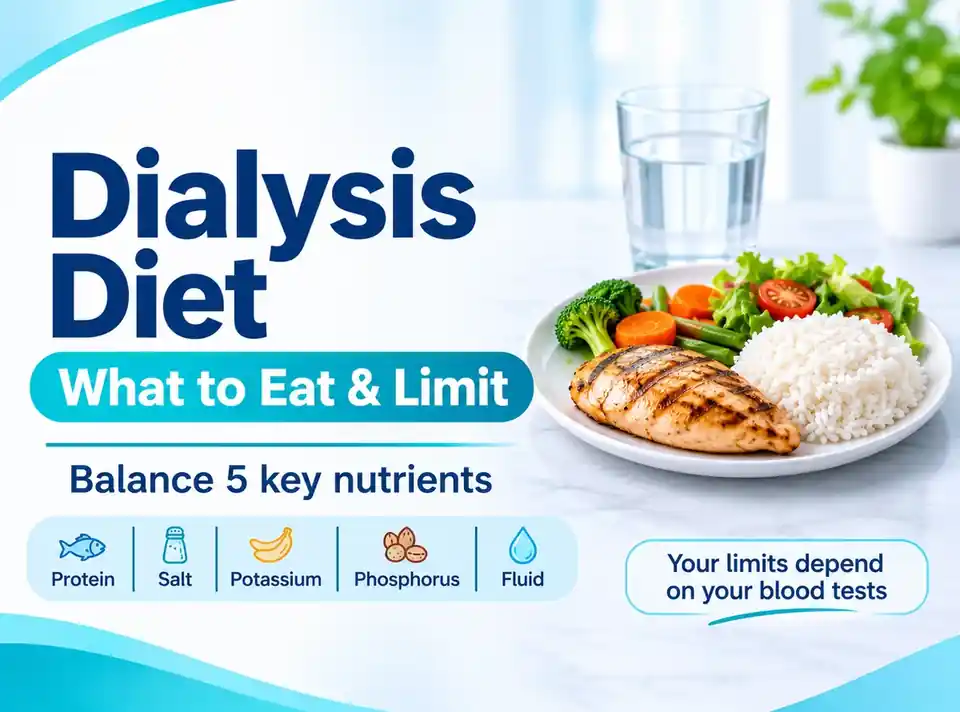 Dialysis
Diet
What to Eat & Limit
Balance 5 key nutrients
Protein
Salt
Potassium
Phosphorus
Fluid
Your limits depend
on your blood tests